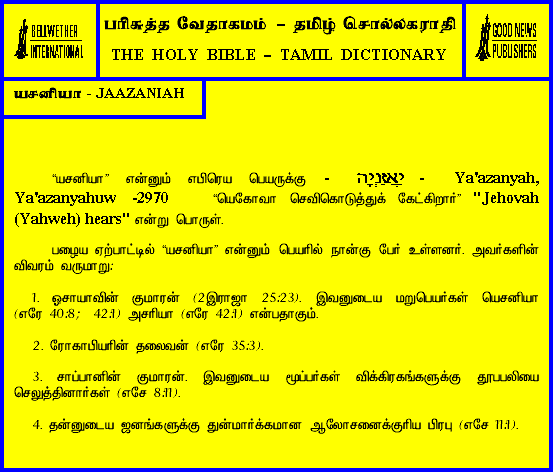 BELLWETHER
INTERNATIONAL
பரிசுத்த வேதாகமம் – தமிழ் சொல்லகராதி
THE HOLY BIBLE – TAMIL DICTIONARY
GOOD NEWS
PUBLISHERS
யசனியா - JAAZANIAH
“யசனியா” என்னும் எபிரெய பெயருக்கு - יַאֲזַנְיָה - Ya'azanyah,
Ya'azanyahuw -2970 “யெகோவா செவிகொடுத்துக் கேட்கிறார்” "Jehovah
(Yahweh) hears" என்று பொருள்.
பழைய ஏற்பாட்டில் “யசனியா” என்னும் பெயரில் நான்கு பேர் உள்ளனர். அவர்களின்
விவரம் வருமாறு:
1. ஒசாயாவின் குமாரன் (2இராஜா 25:23). இவனுடைய மறுபெயர்கள் யெசனியா
(எரே 40:8; 42:1) அசரியா (எரே 42:1) என்பதாகும்.
2. ரோகாபியரின் தலைவன் (எரே 35:3).
3. சாப்பானின் குமாரன். இவனுடைய மூப்பர்கள் விக்கிரகங்களுக்கு தூபபலியை
செலுத்தினார்கள் (எசே 8:11).
4. தன்னுடைய ஜனங்களுக்கு துன்மார்க்கமான ஆலோசனைக்குரிய பிரபு (எசே 11:1).